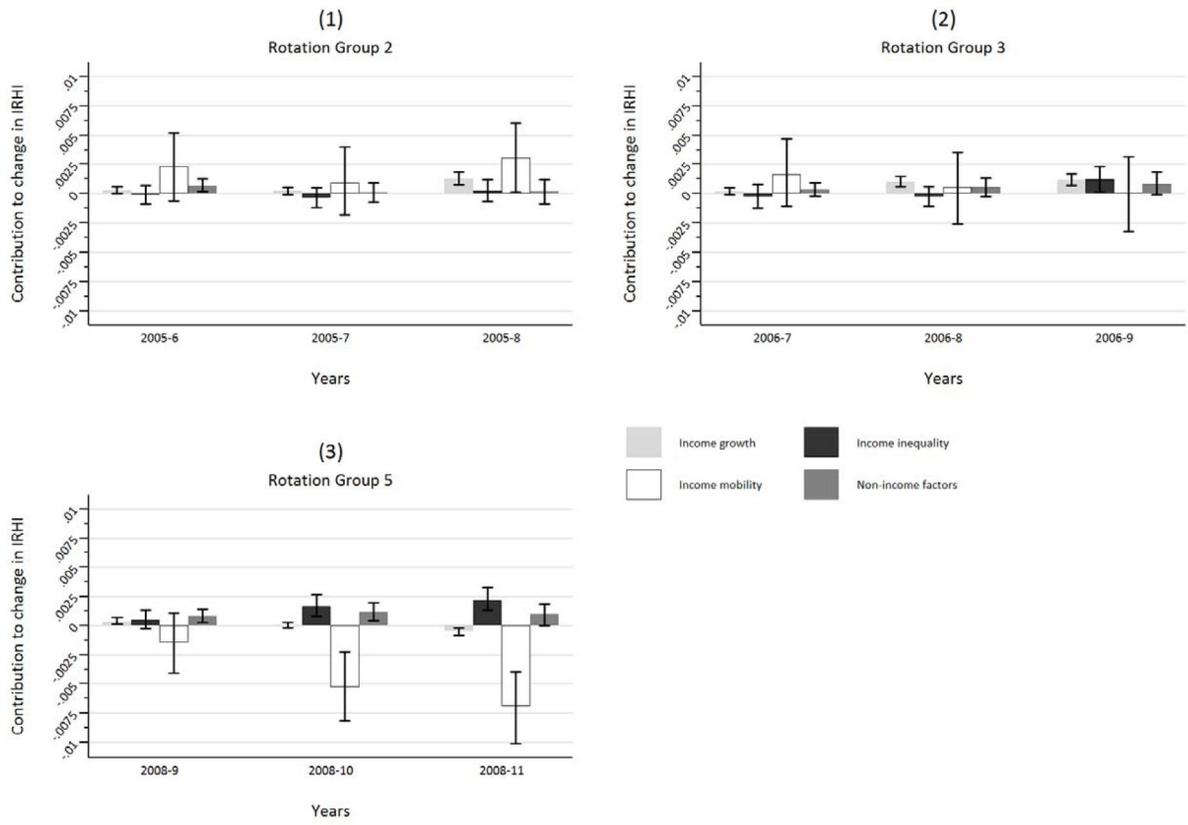 (1)
Rotation Group 2
Contribution to change in IRHI
.01
.0075
.005
.0025
0
-.0025
-.005
-.0075
-.01
2005-6 2005-7 2005-8
Years
(2)
Rotation Group 3
Contribution to change in IRHI
.01
.0075
.005
.0025
0
-.0025
-.005
-.0075
-.01
2006-7 2006-8 2006-9
Years
(3)
Rotation Group 5
Contribution to change in IRHI
.01
.0075
.005
.0025
0
-.0025
-.005
-.0075
-.01
2008-9 2008-10 2008-11
Years
Income growth Income inequality
Income mobility Non-income factors